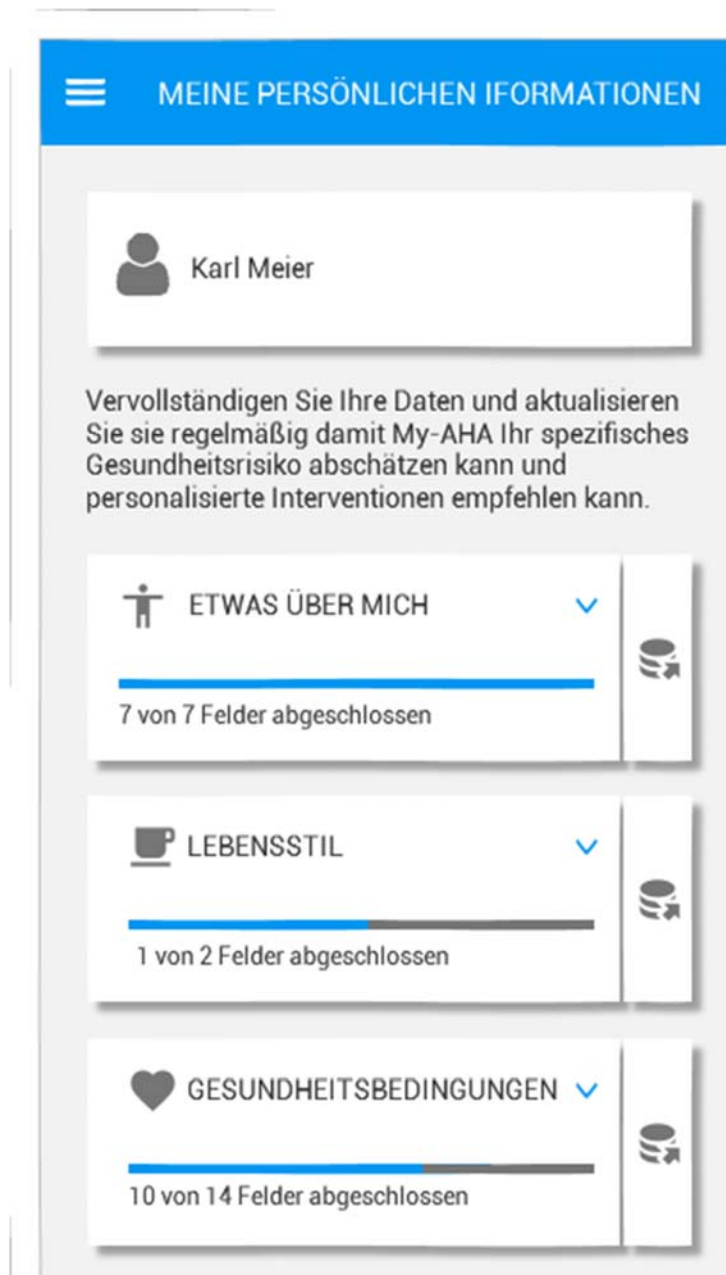 MEINE PERSÖNLICHEN IFORMATIONEN
Karl Meier
Vervollständigen Sie Ihre Daten und aktualisieren
Sie sie regelmäßig damit My-AHA Ihr spezifisches
Gesundheitsrisiko abschätzen kann und
personalisierte Interventionen empfehlen kann.
ETWAS ÜBER MICH
7 von 7 Felder abgeschlossen
LEBENSSTIL
1 von 2 Felder abgeschlossen
GESUNDHEITSBEDINGUNGEN
10 von 14 Felder abgeschlossen